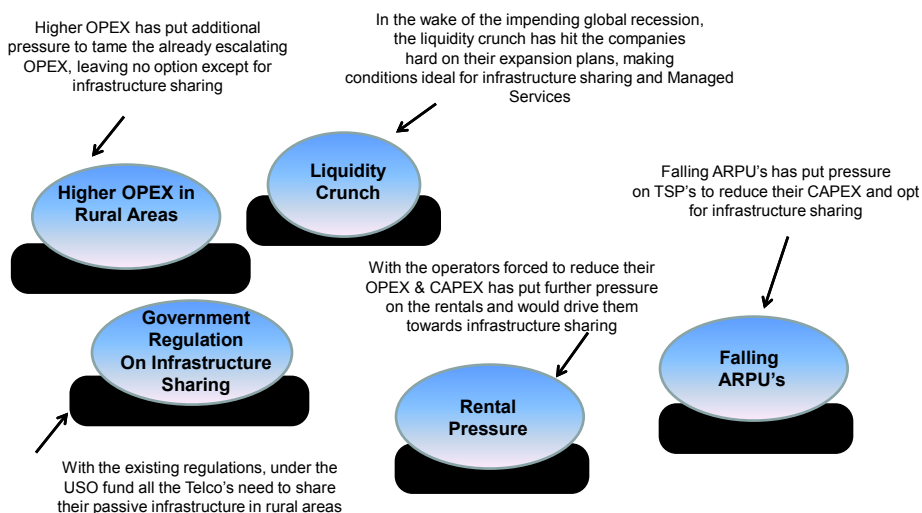 Higher OPEX has put additional
pressure to tame the already escalating
OPEX, leaving no option except for
infrastructure sharing
In the wake of the impending global recession,
the liquidity crunch has hit the companies
hard on their expansion plans, making
conditions ideal for infrastructure sharing and Managed
Services
Higher OPEX in
Rural Areas
Liquidity
Crunch
Falling ARPU's has put pressure
on TSP's to reduce their CAPEX and opt
for infrastructure sharing
With the operators forced to reduce their
OPEX & CAPEX has put further pressure
on the rentals and would drive them
towards infrastructure sharing
Government
Regulation
On Infrastructure
Sharing
Falling
ARPU's
Rental
Pressure
With the existing regulations, under the
USO fund all the Telco's need to share
their passive infrastructure in rural areas